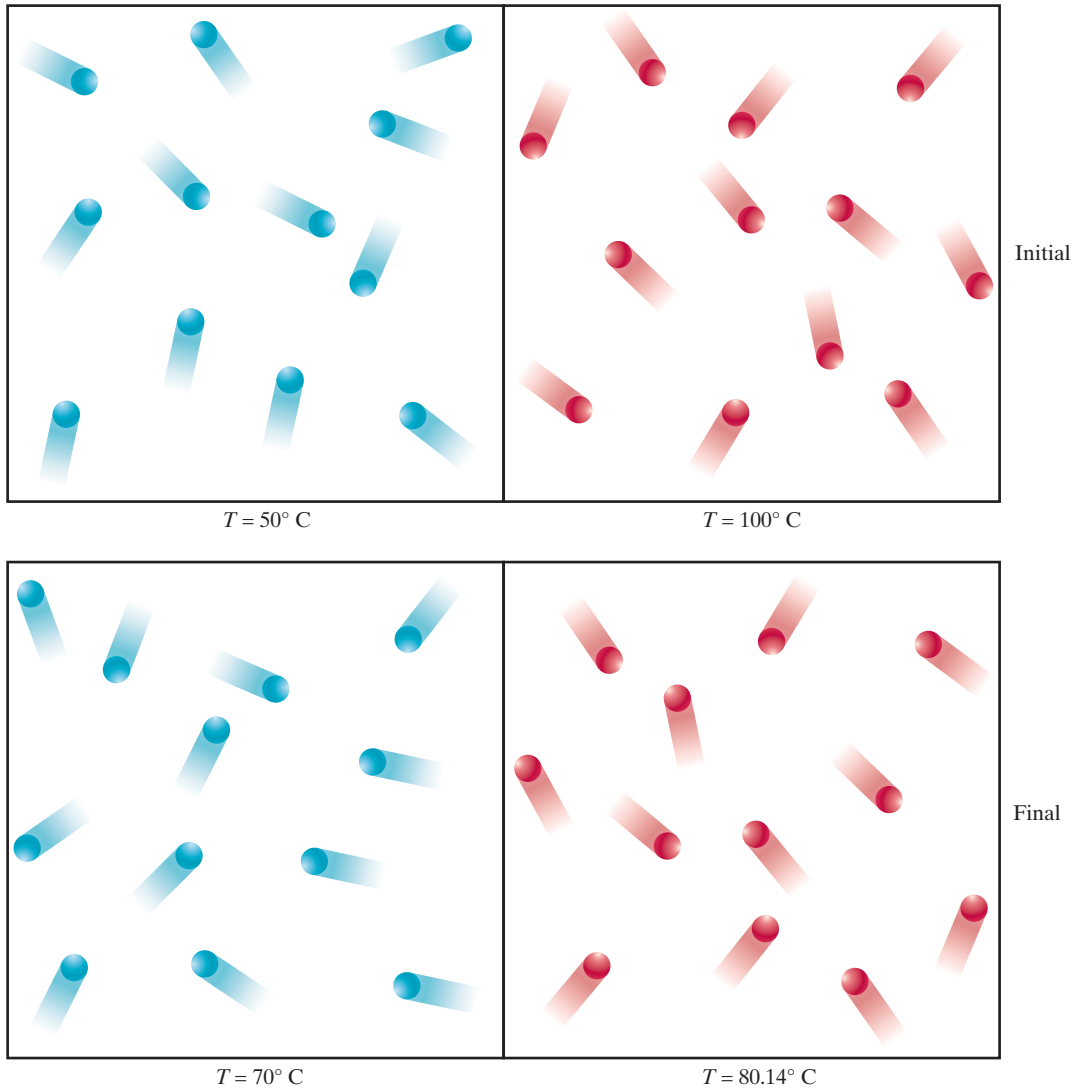 Initial
T = 50° C
T = 100° C
Final
T = 70° C
T = 80.14° C